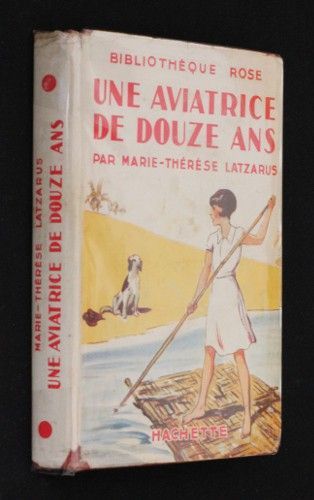 BIBLIOTHÈQUE ROSE
UNE AVIATRICE
DE DOUZE ANS
PAR MARIE-THÉRÈSE LATZARUS
HACHETTE
MARIE-THÉRÈSE LATZARUS
UNE AVIATRICE DE DOUZE ANS